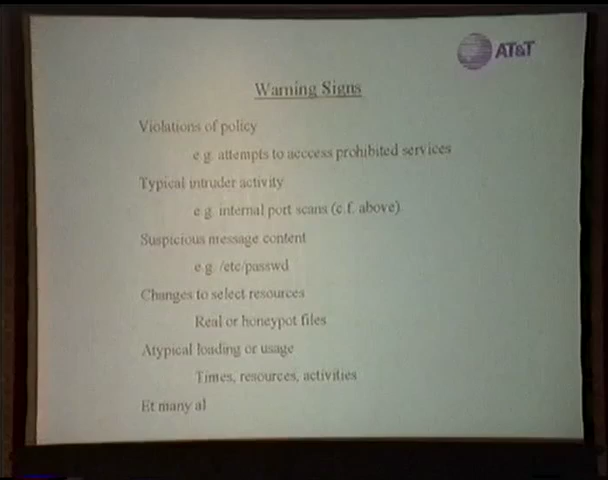 AT&T
Warning Signs
Violations of policy
e.g. attempts to acccess prohibited services
Typical intruder activity
e.g. internal port scans (c.f. above)
Suspicious message content
e.g. /etc/passwd
Changes to select resources
Real or honeypot files
Atypical loading or usage
Times, resources, activities
Et many al